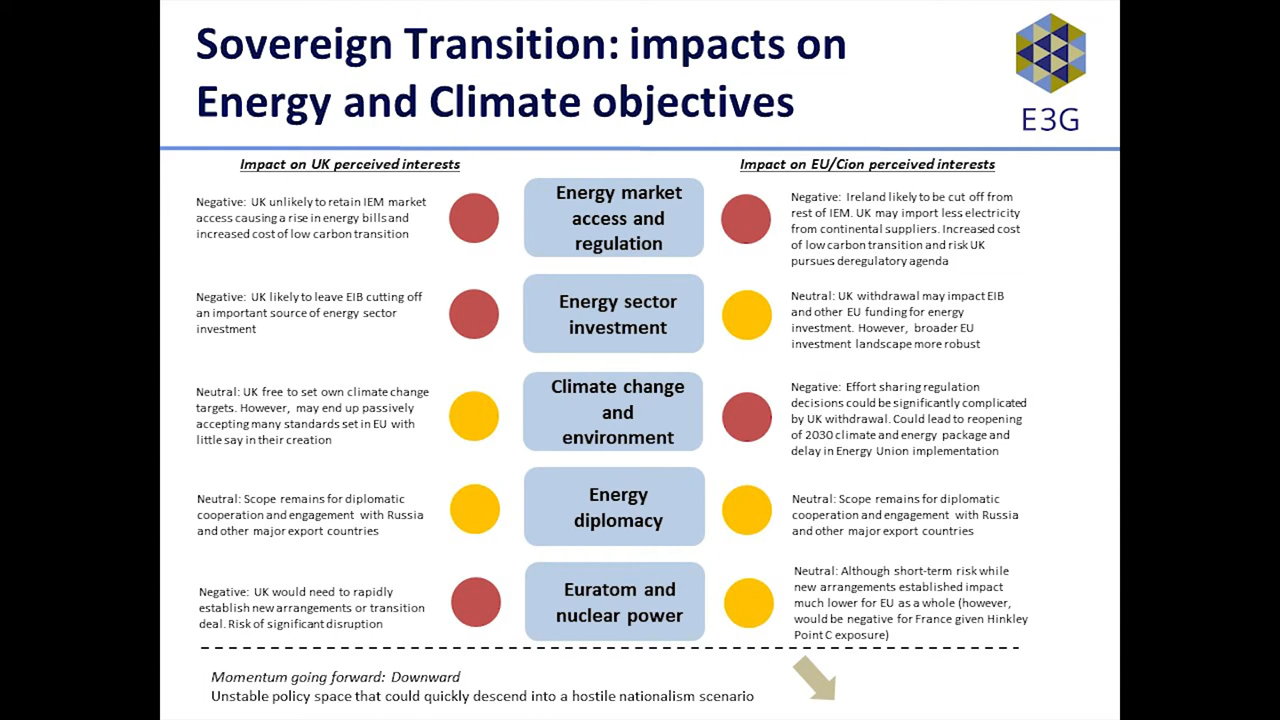 Sovereign Transition: impacts on
Energy and Climate objectives
E3G
Impact on UK perceived interests
Impact on EU/Cion perceived interests
Negative: UK unlikely to retain IEM market
access causing a rise in energy bills and
increased cost of low carbon transition
Energy market
access and
regulation
Negative: Ireland likely to be cut off from
rest of IEM. UK may import less electricity
from continental suppliers. Increased cost
of low carbon transition and risk UK
pursues deregulatory agenda
Negative: UK likely to leave EIB cutting off
an important source of energy sector
investment
Energy sector
investment
Neutral: UK withdrawal may impact EIB
and other EU funding for energy
investment. However, broader EU
investment landscape more robust
Neutral: UK free to set own climate change
targets. However, may end up passively
accepting many standards set in EU with
little say in their creation
Climate change
and
environment
Negative: Effort sharing regulation
decisions could be significantly complicated
by UK withdrawal. Could lead to reopening
of 2030 climate and energy package and
delay in Energy Union implementation
Neutral: Scope remains for diplomatic
cooperation and engagement with Russia
and other major export countries
Energy
diplomacy
Neutral: Scope remains for diplomatic
cooperation and engagement with Russia
and other major export countries
Negative: UK would need to rapidly
establish new arrangements or transition
deal. Risk of significant disruption
Euratom and
nuclear power
Neutral: Although short-term risk while
new arrangements established impact
much lower for EU as a whole (however,
would be negative for France given Hinkley
Point C exposure)
Momentum going forward: Downward
Unstable policy space that could quickly descend into a hostile nationalism scenario